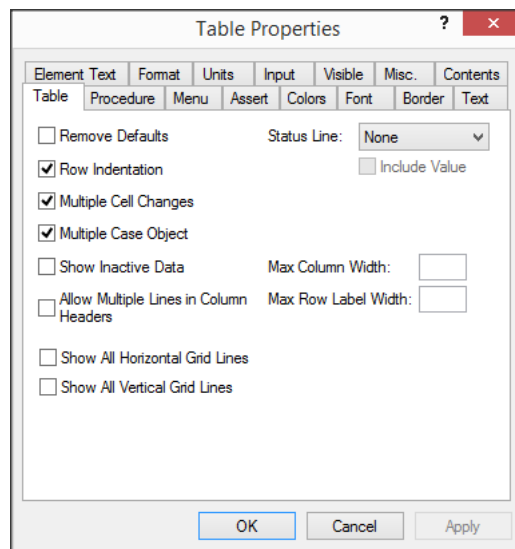 Table Properties ? ×
Element Text Format Units Input Visible Misc. Contents
Table Procedure Menu Assert Colors Font Border Text
Remove Defaults Status Line: None
Row Indentation Include Value
Multiple Cell Changes
Multiple Case Object
Show Inactive Data Max Column Width:
Allow Multiple Lines in Column Max Row Label Width:
Headers
Show All Horizontal Grid Lines
Show All Vertical Grid Lines
OK Cancel Apply